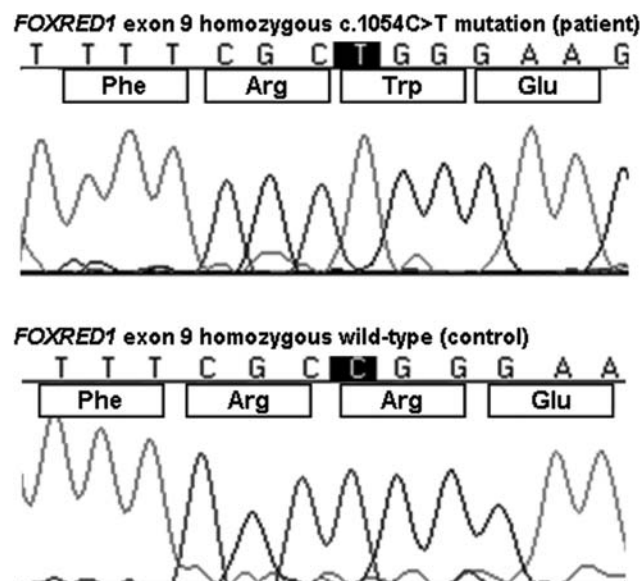 FOXRED1 exon 9 homozygous c.1054C>T mutation (patient)
T T T T C G C T G G G A A G
Phe Arg Trp Glu
FOXRED1 exon 9 homozygous wild-type (control)
T T T C G C C G G G A A
Phe Arg Arg Glu